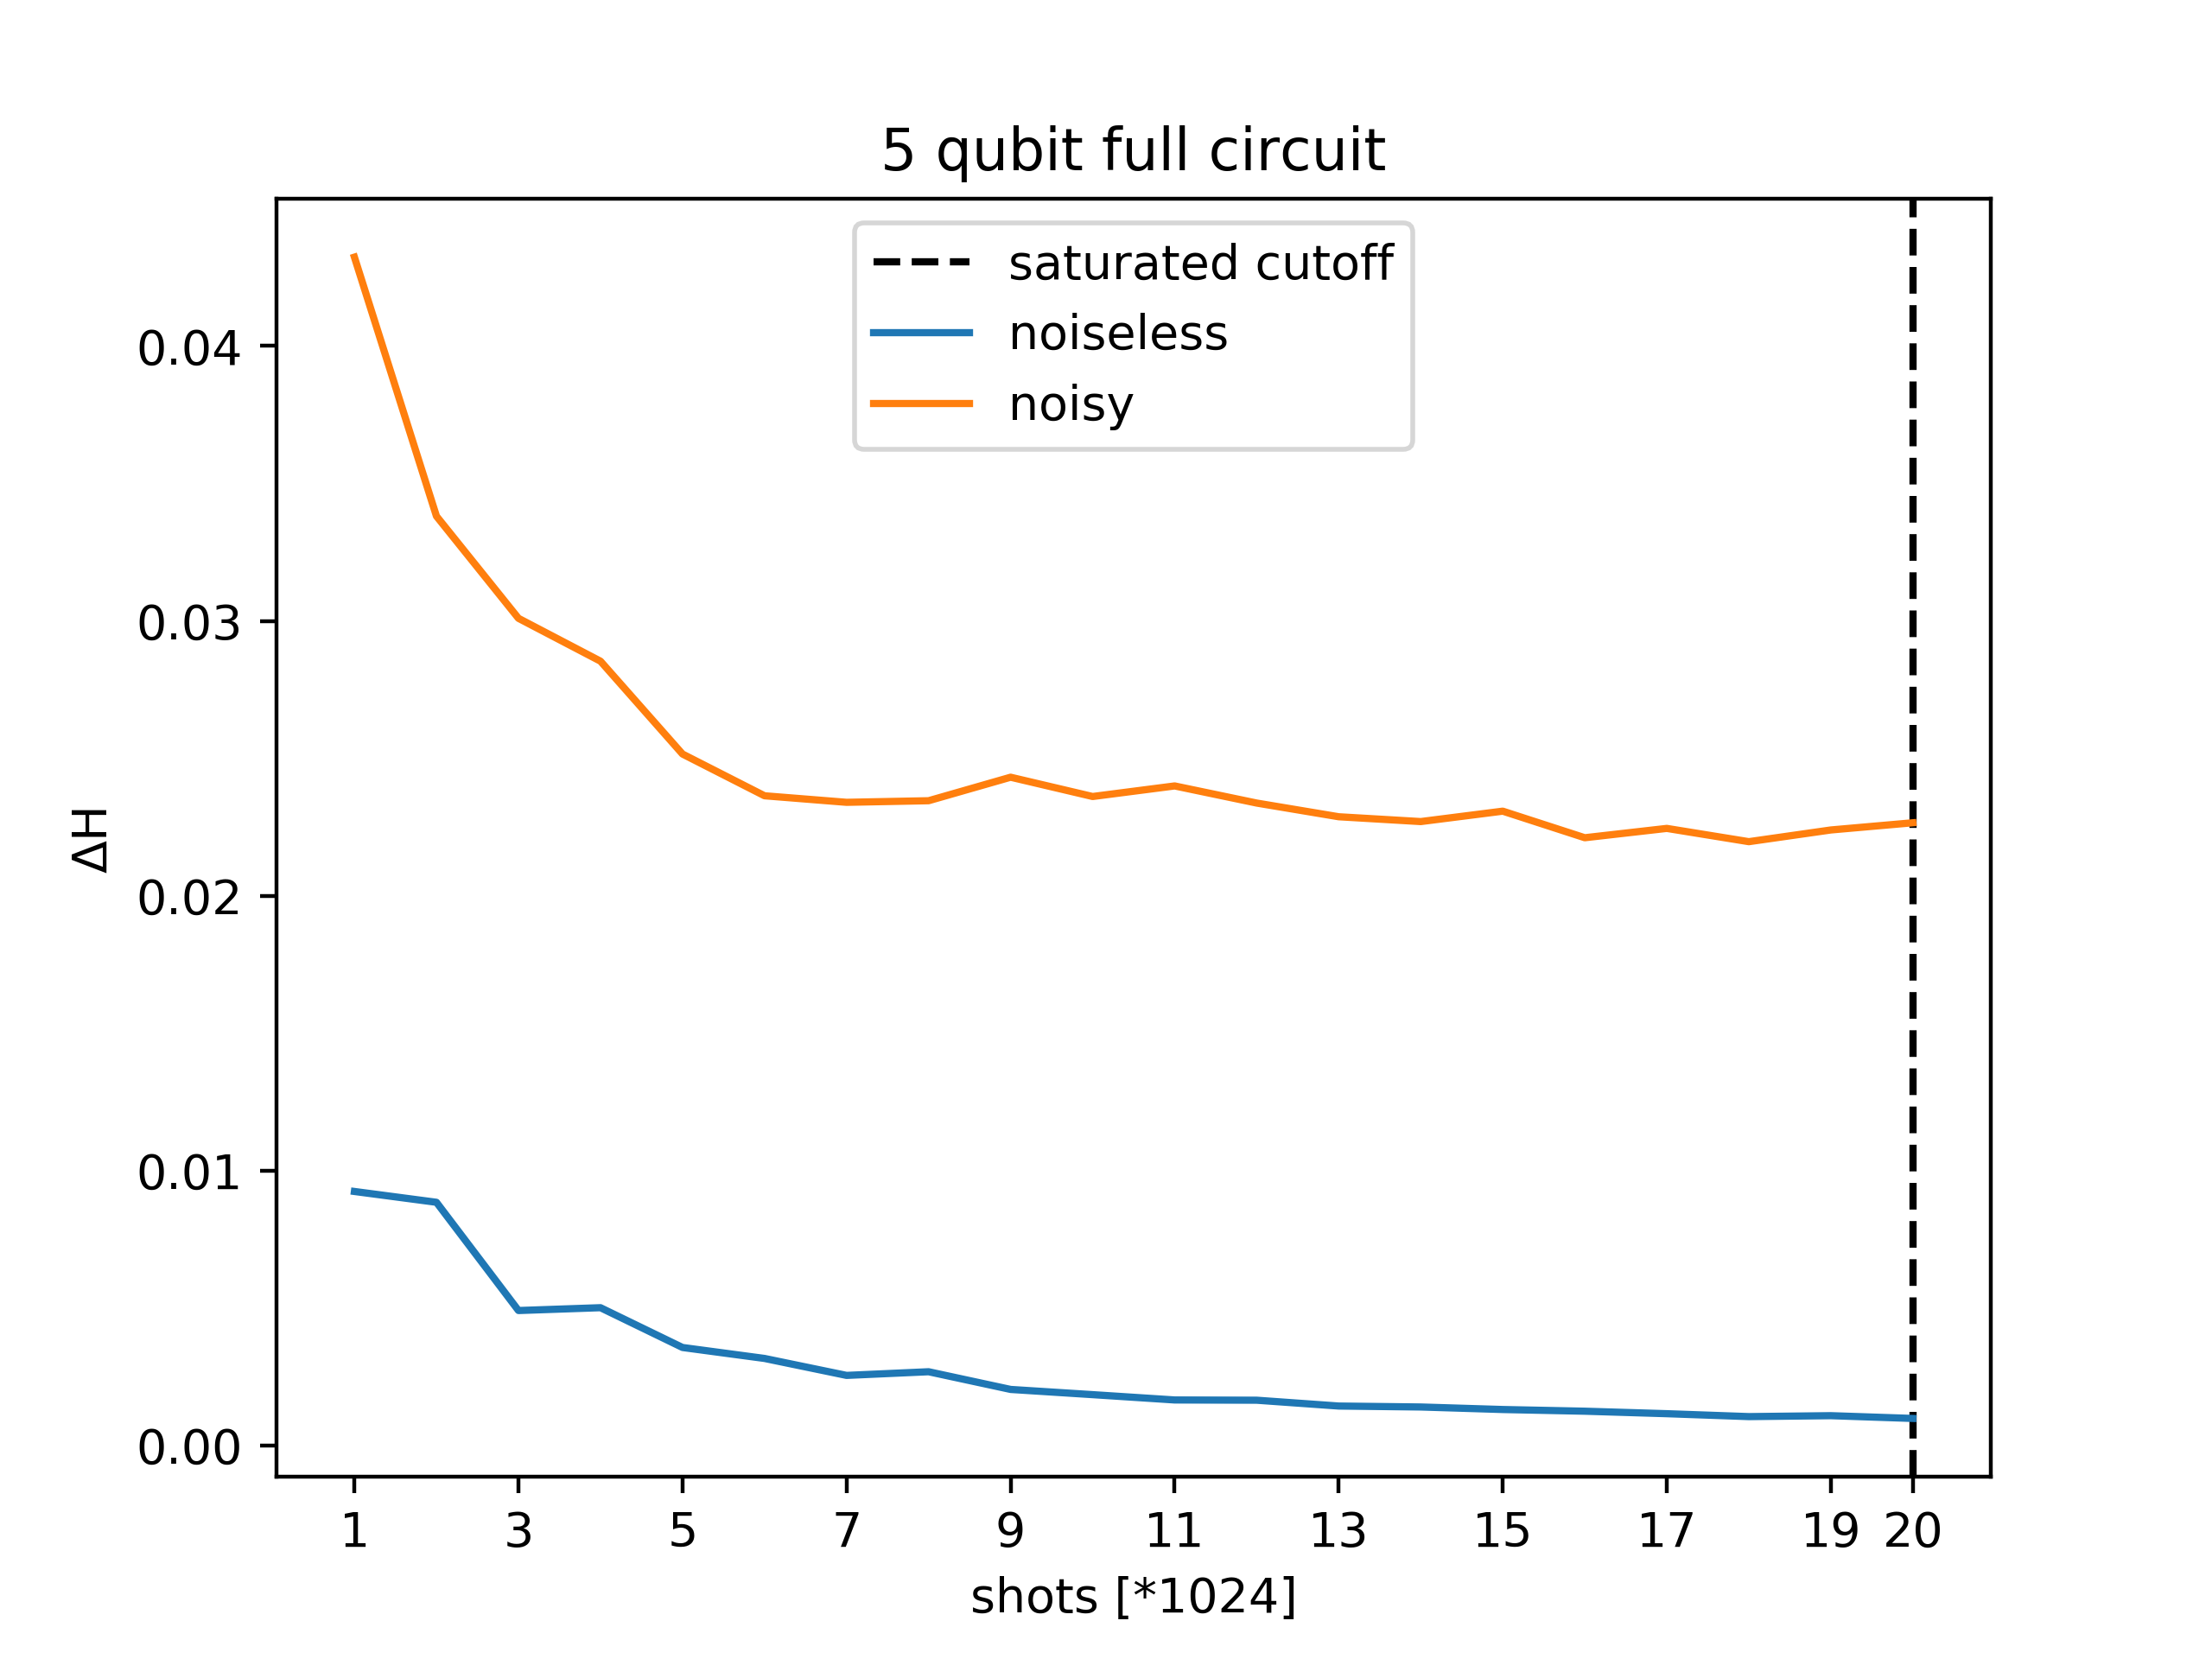 5 qubit full circuit
saturated cutoff
noiseless
noisy
0.04
0.03
0.02
0.01
0.00
ΔH
1 3 5 7 9 11 13 15 17 19 20
shots [*1024]